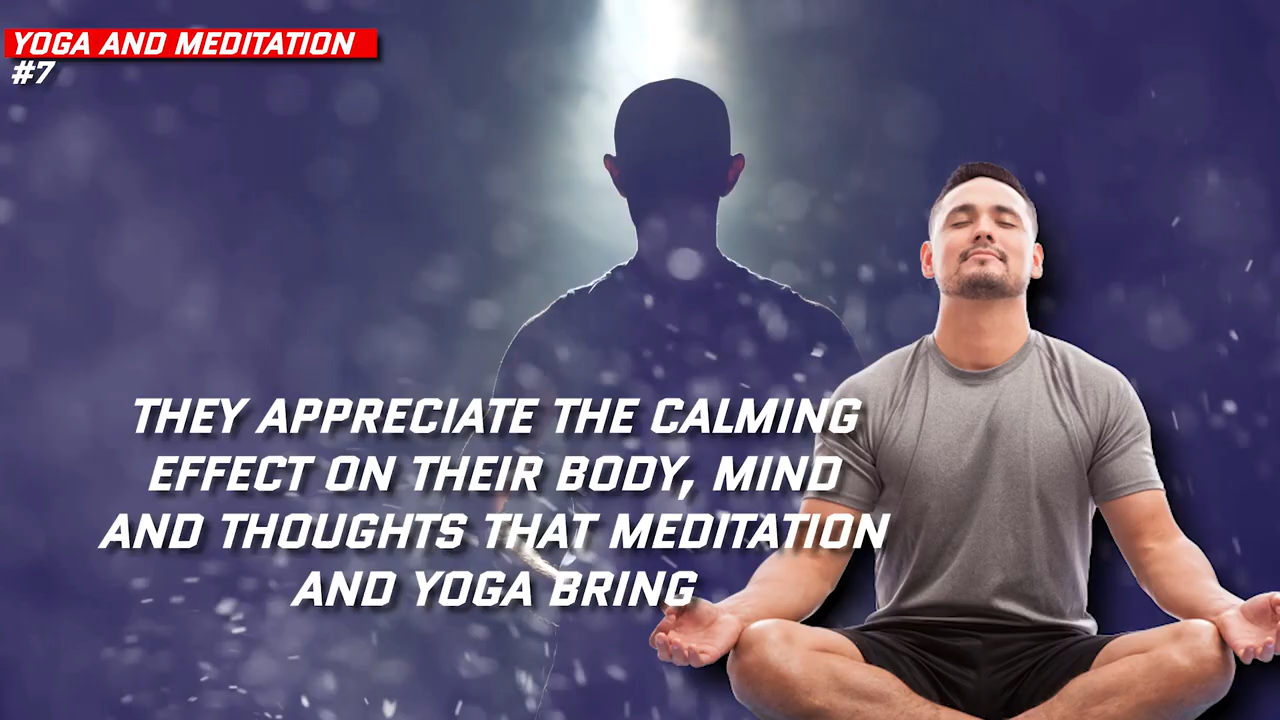 YOGA AND MEDITATION
#7
THEY APPRECIATE THE CALMING
EFFECT ON THEIR BODY, MIND
AND THOUGHTS THAT MEDITATION
AND YOGA BRING